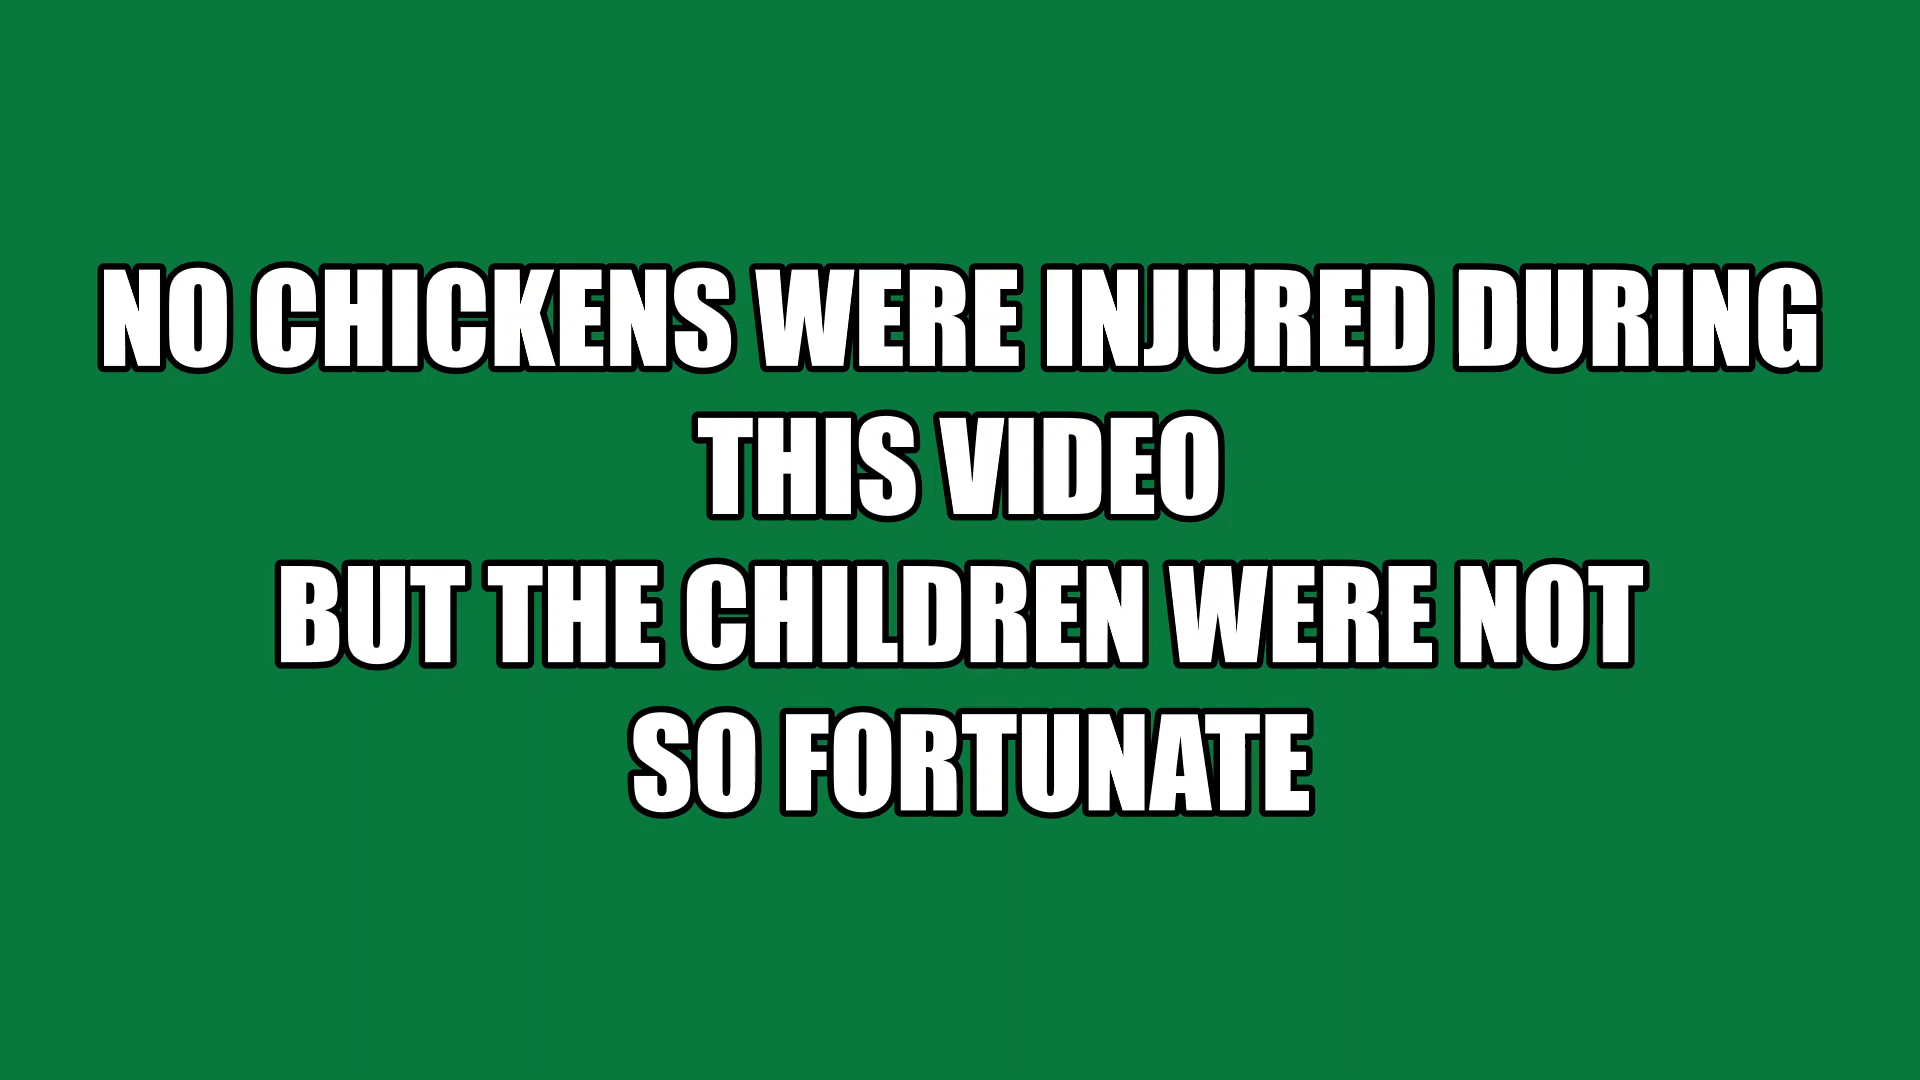 NO CHICKENS WERE INJURED DURING
THIS VIDEO
BUT THE CHILDREN WERE NOT
SO FORTUNATE